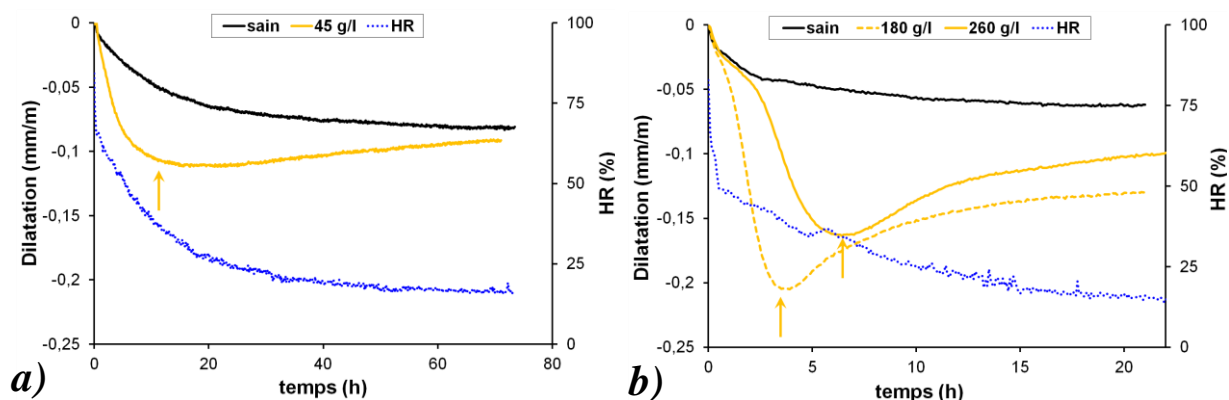 sain 45 g/l HR
0 100
-0,05 75
-0,1 50
-0,15
-0,2 25
-0,25 0
Dilatation (mm/m)
HR (%)
0 20 40 60 80
temps (h)
a)
sain 180 g/l 260 g/l HR
0 100
-0,05 75
-0,1
-0,15 50
-0,2 25
-0,25 0
Dilatation (mm/m)
HR (%)
0 5 10 15 20
temps (h)
b)